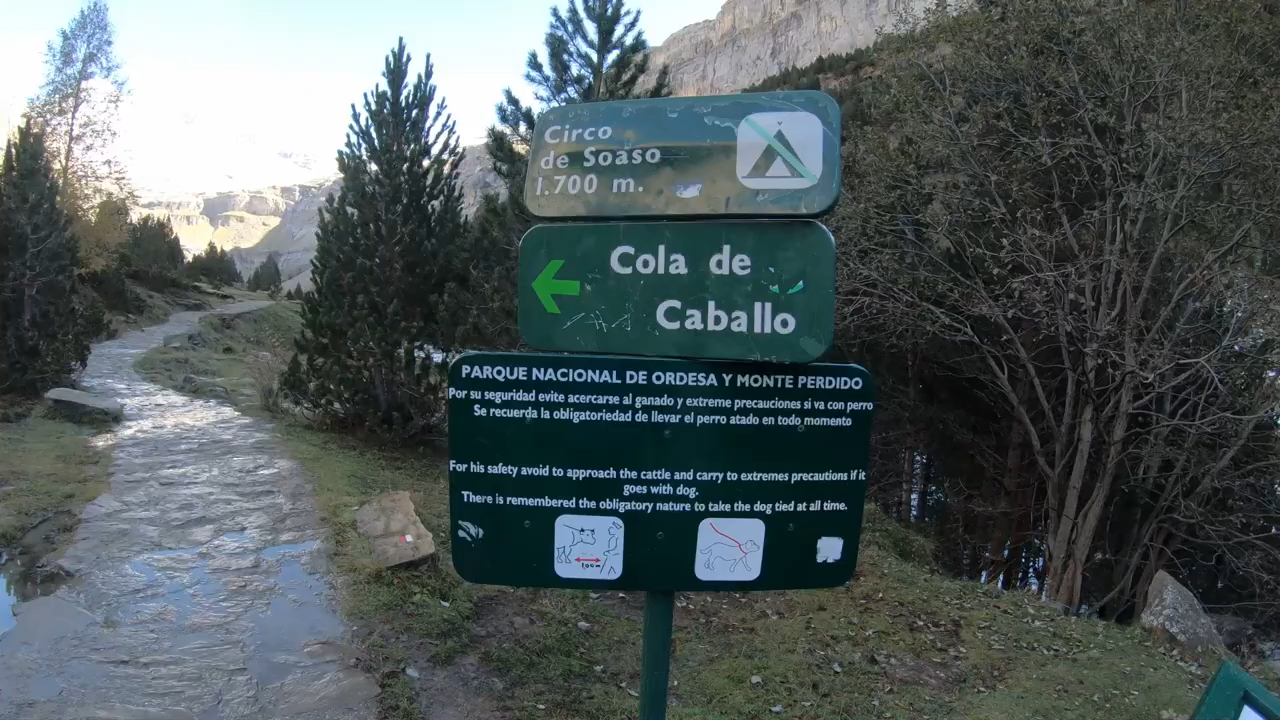 Circo
de Soaso
1.700 m.
Cola de
Caballo
PARQUE NACIONAL DE ORDESA Y MONTE PERDIDO
Por su seguridad evite acercarse al ganado y extreme precauciones si va con perro
Se recuerda la obligatoriedad de llevar el perro atado en todo momento
For his safety avoid to approach the cattle and carry to extremes precautions if it
goes with dog.
There is remembered the obligatory nature to take the dog tied at all time.
100m